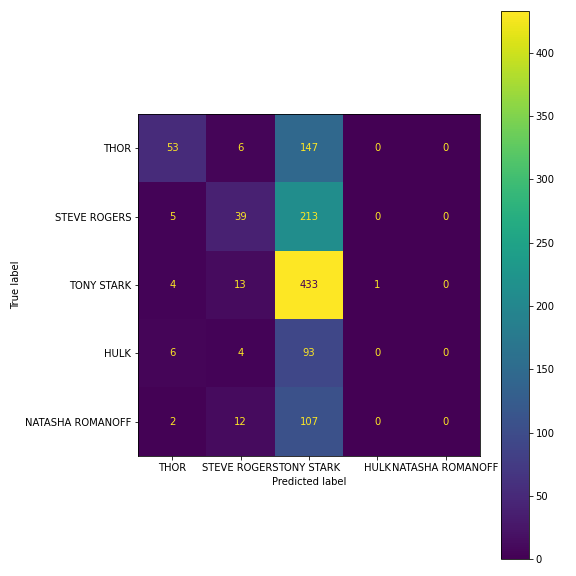 True label
THOR 53 6 147 0 0
STEVE ROGERS 5 39 213 0 0
TONY STARK 4 13 433 1 0
HULK 6 4 93 0 0
NATASHA ROMANOFF 2 12 107 0 0
THOR STEVE ROGERS TONY STARK HULK NATASHA ROMANOFF
Predicted label
400
350
300
250
200
150
100
50
0